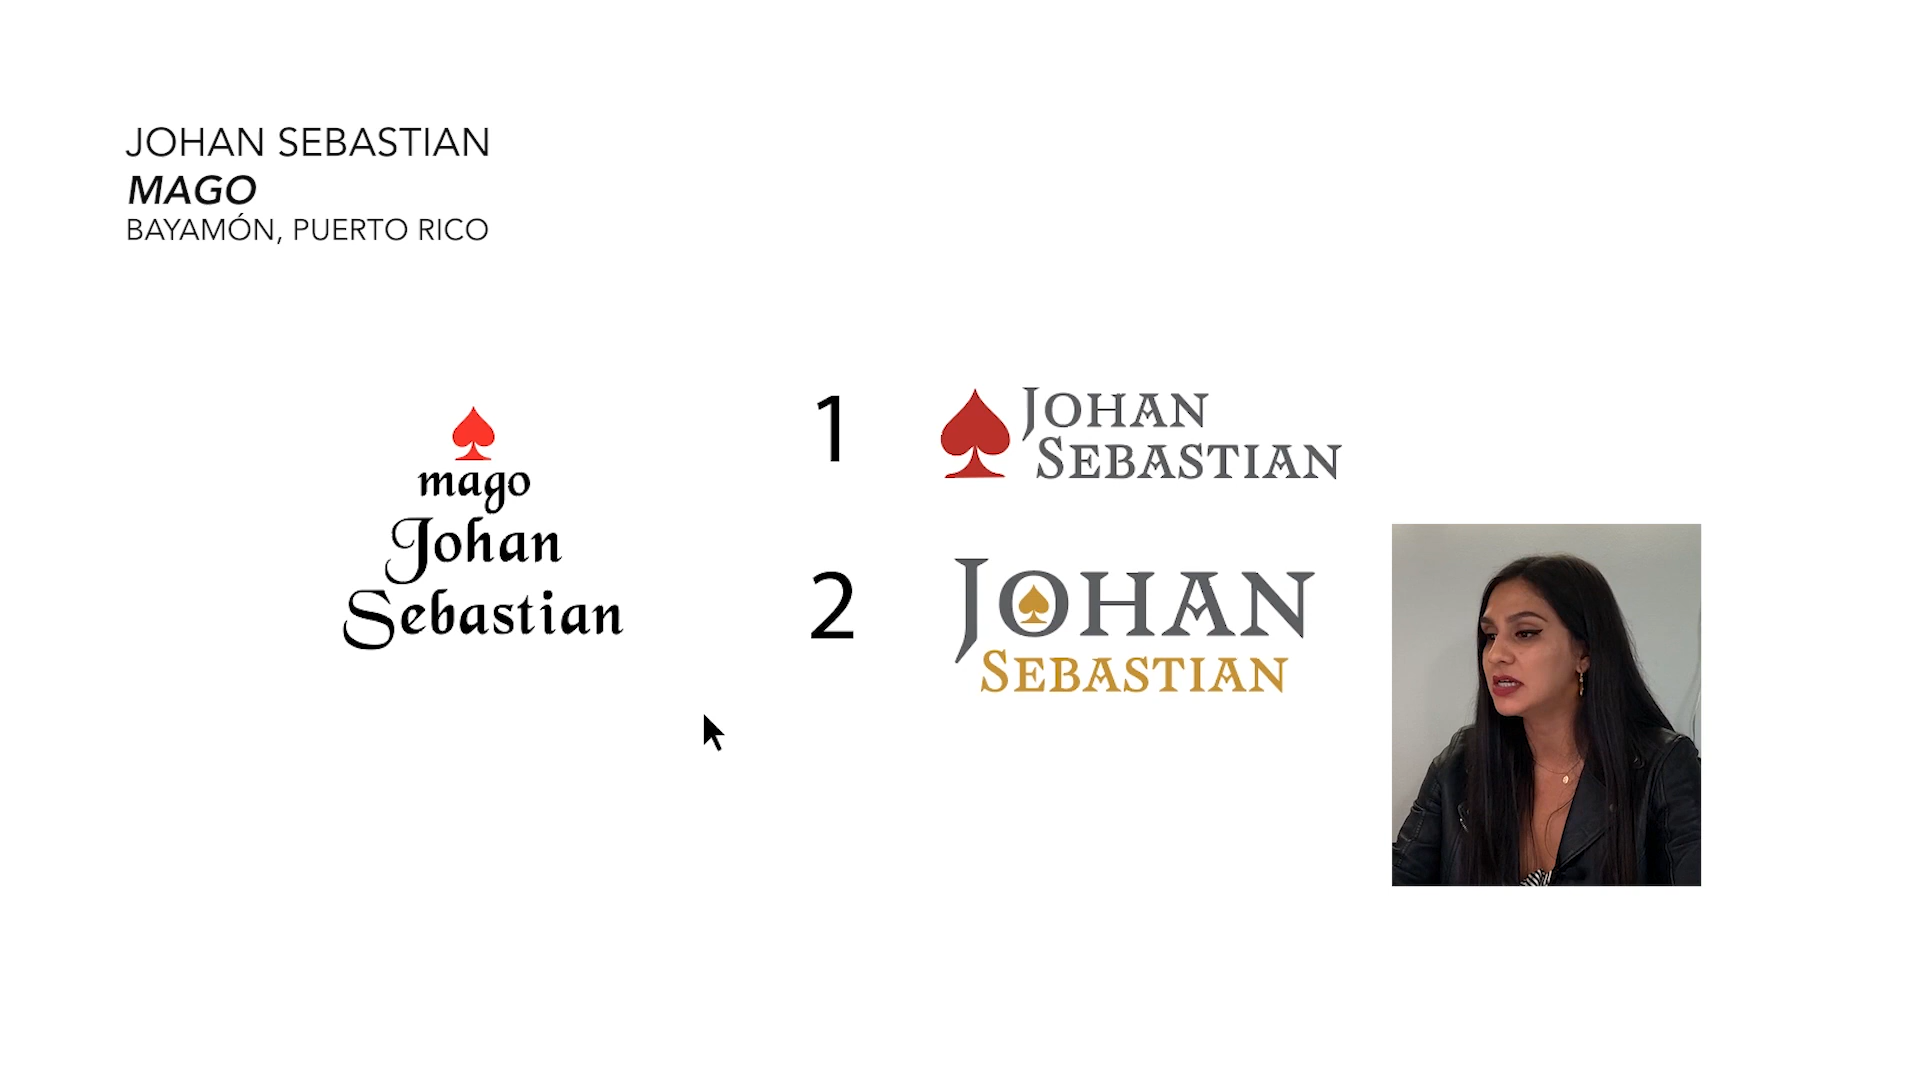 JOHAN SEBASTIAN
MAGO
BAYAMÓN, PUERTO RICO
mago
Johan
Sebastian
1
JOHAN
SEBASTIAN
2
JOHAN
SEBASTIAN